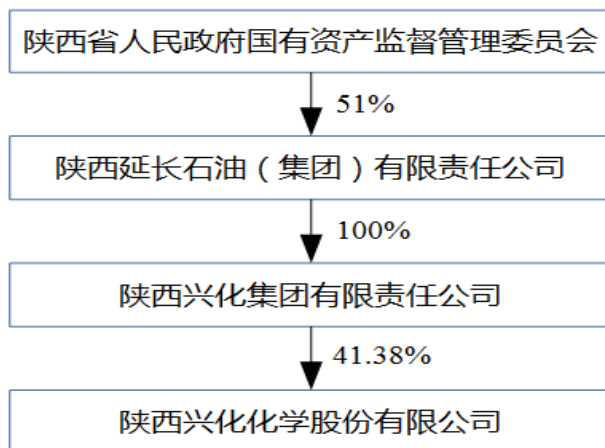 陕西省人民政府国有资产监督管理委员会
51%
陕西延长石油（集团）有限责任公司
100%
陕西兴化集团有限责任公司
41.38%
陕西兴化化学股份有限公司